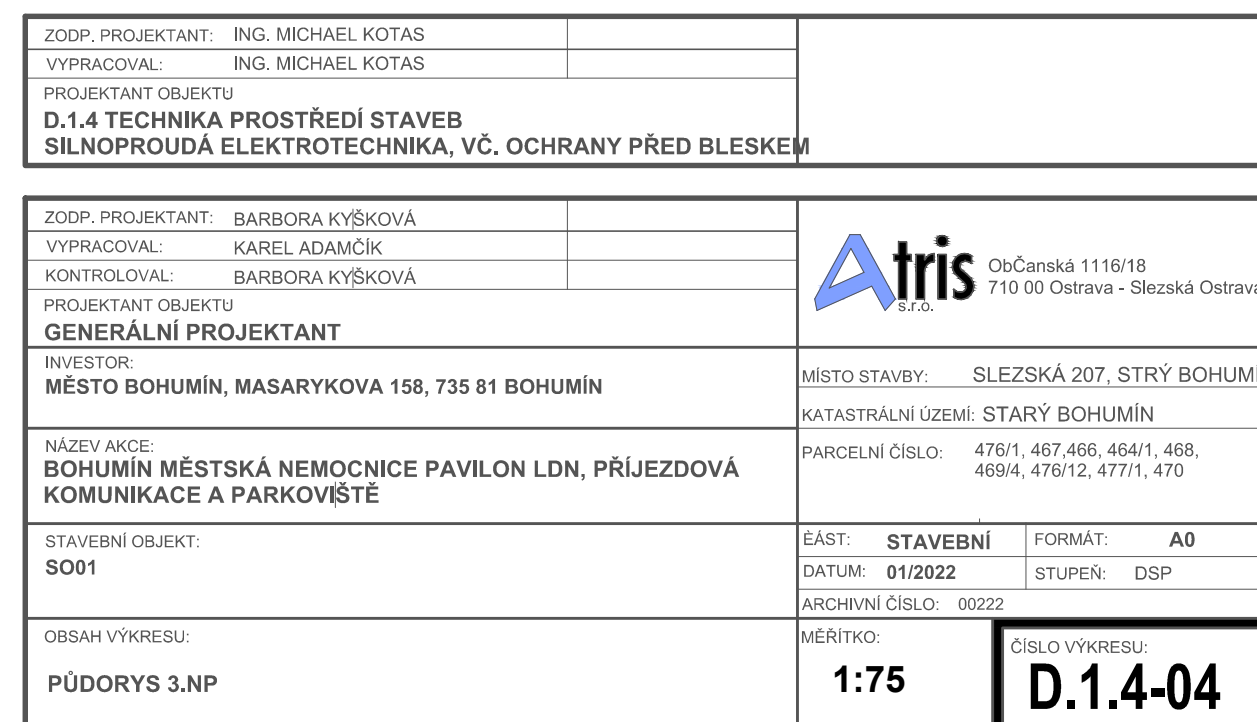 ZODP. PROJEKTANT: ING. MICHAEL KOTAS
VYPRACOVAL: ING. MICHAEL KOTAS
PROJEKTANT OBJEKTU
D.1.4 TECHNIKA PROSTŘEDÍ STAVEB
SILNOPROUDÁ ELEKTROTECHNIKA, VČ. OCHRANY PŘED BLESKEM
ZODP. PROJEKTANT: BARBORA KYŠKOVÁ
VYPRACOVAL: KAREL ADAMČÍK
KONTROLOVAL: BARBORA KYŠKOVÁ
PROJEKTANT OBJEKTU
GENERÁLNÍ PROJEKTANT
Atris
s.r.o.
ObČanská 1116/18
710 00 Ostrava - Slezská Ostrava
INVESTOR:
MĚSTO BOHUMÍN, MASARYKOVA 158, 735 81 BOHUMÍN
MÍSTO STAVBY: SLEZSKÁ 207, STRÝ BOHUMÍ
KATASTRÁLNÍ ÚZEMÍ: STARÝ BOHUMÍN
NÁZEV AKCE:
BOHUMÍN MĚSTSKÁ NEMOCNICE PAVILON LDN, PŘÍJEZDOVÁ
KOMUNIKACE A PARKOVIŠTĚ
PARCELNÍ ČÍSLO: 476/1, 467,466, 464/1, 468,
469/4, 476/12, 477/1, 470
STAVEBNÍ OBJEKT:
SO01
ÈÁST: STAVEBNÍ FORMÁT: A0
DATUM: 01/2022 STUPEŇ: DSP
ARCHIVNÍ ČÍSLO: 00222
OBSAH VÝKRESU:
PŮDORYS 3.NP
MĚŘÍTKO:
1:75
ČÍSLO VÝKRESU:
D.1.4-04